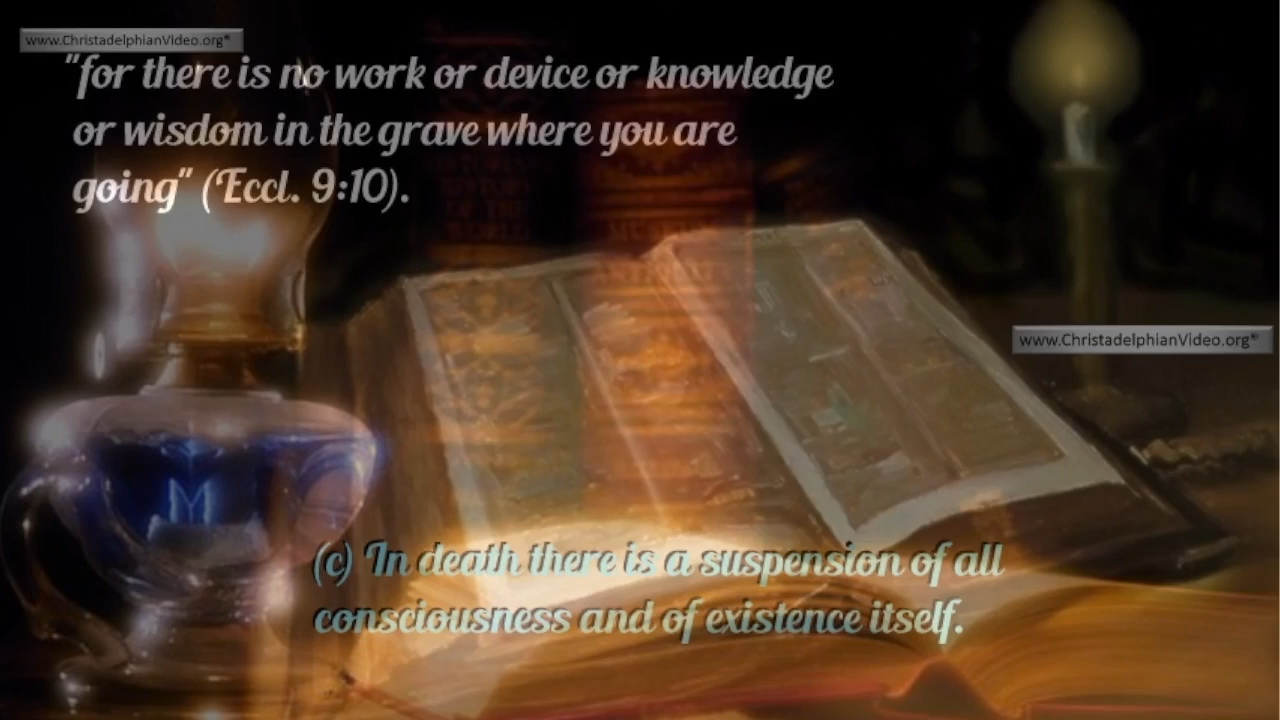 www.ChristadelphianVideo.org®
"for there is no work or device or knowledge
or wisdom in the grave where you are
going" (Eccl. 9:10).
www.ChristadelphianVideo.org®
(c) In death there is a suspension of all
consciousness and of existence itself.